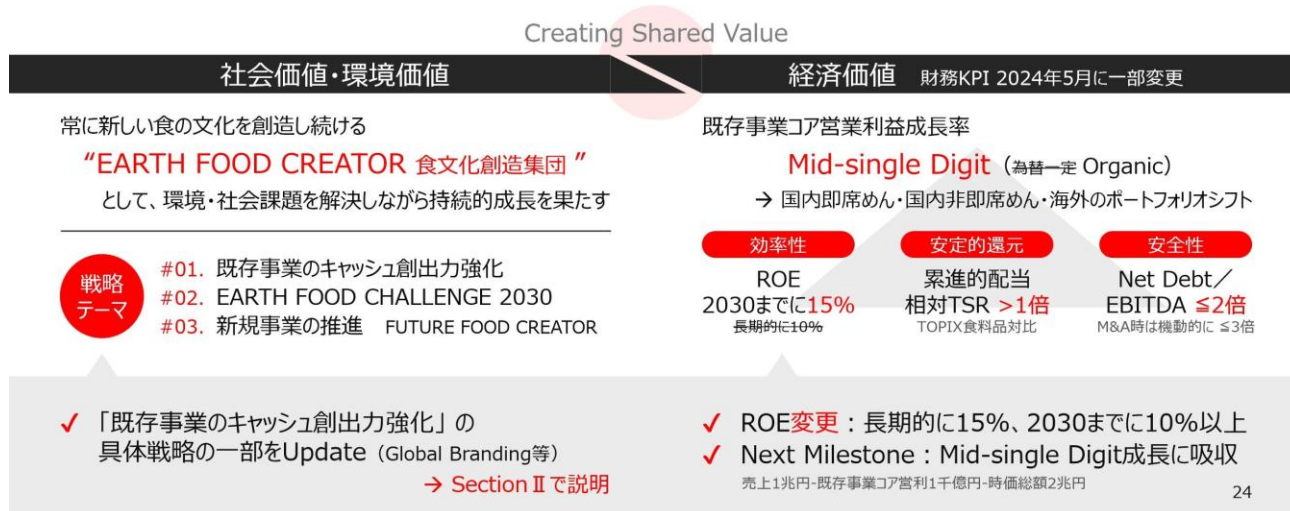 Creating Shared Value
社会価値・環境価値
常に新しい食の文化を創造し続ける
“EARTH FOOD CREATOR 食文化創造集団 ”
として、環境・社会課題を解決しながら持続的成長を果たす
戦略
テーマ
#01. 既存事業のキャッシュ創出力強化
#02. EARTH FOOD CHALLENGE 2030
#03. 新規事業の推進 FUTURE FOOD CREATOR
✓ 「既存事業のキャッシュ創出力強化」の
具体戦略の一部をUpdate（Global Branding等）
→ SectionⅡで説明
経済価値 財務KPI 2024年5月に一部変更
既存事業コア営業利益成長率
Mid-single Digit（為替一定 Organic）
→ 国内即席めん・国内非即席めん・海外のポートフォリオシフト
効率性
ROE
2030までに15%
長期的に10%
安定的還元
累進的配当
相対TSR >1倍
TOPIX食料品対比
安全性
Net Debt／
EBITDA ≦2倍
M&A時は機動的に ≦3倍
✓ ROE変更：長期的に15%、2030までに10%以上
✓ Next Milestone：Mid-single Digit成長に吸収
売上1兆円-既存事業コア営利1千億円-時価総額2兆円
24